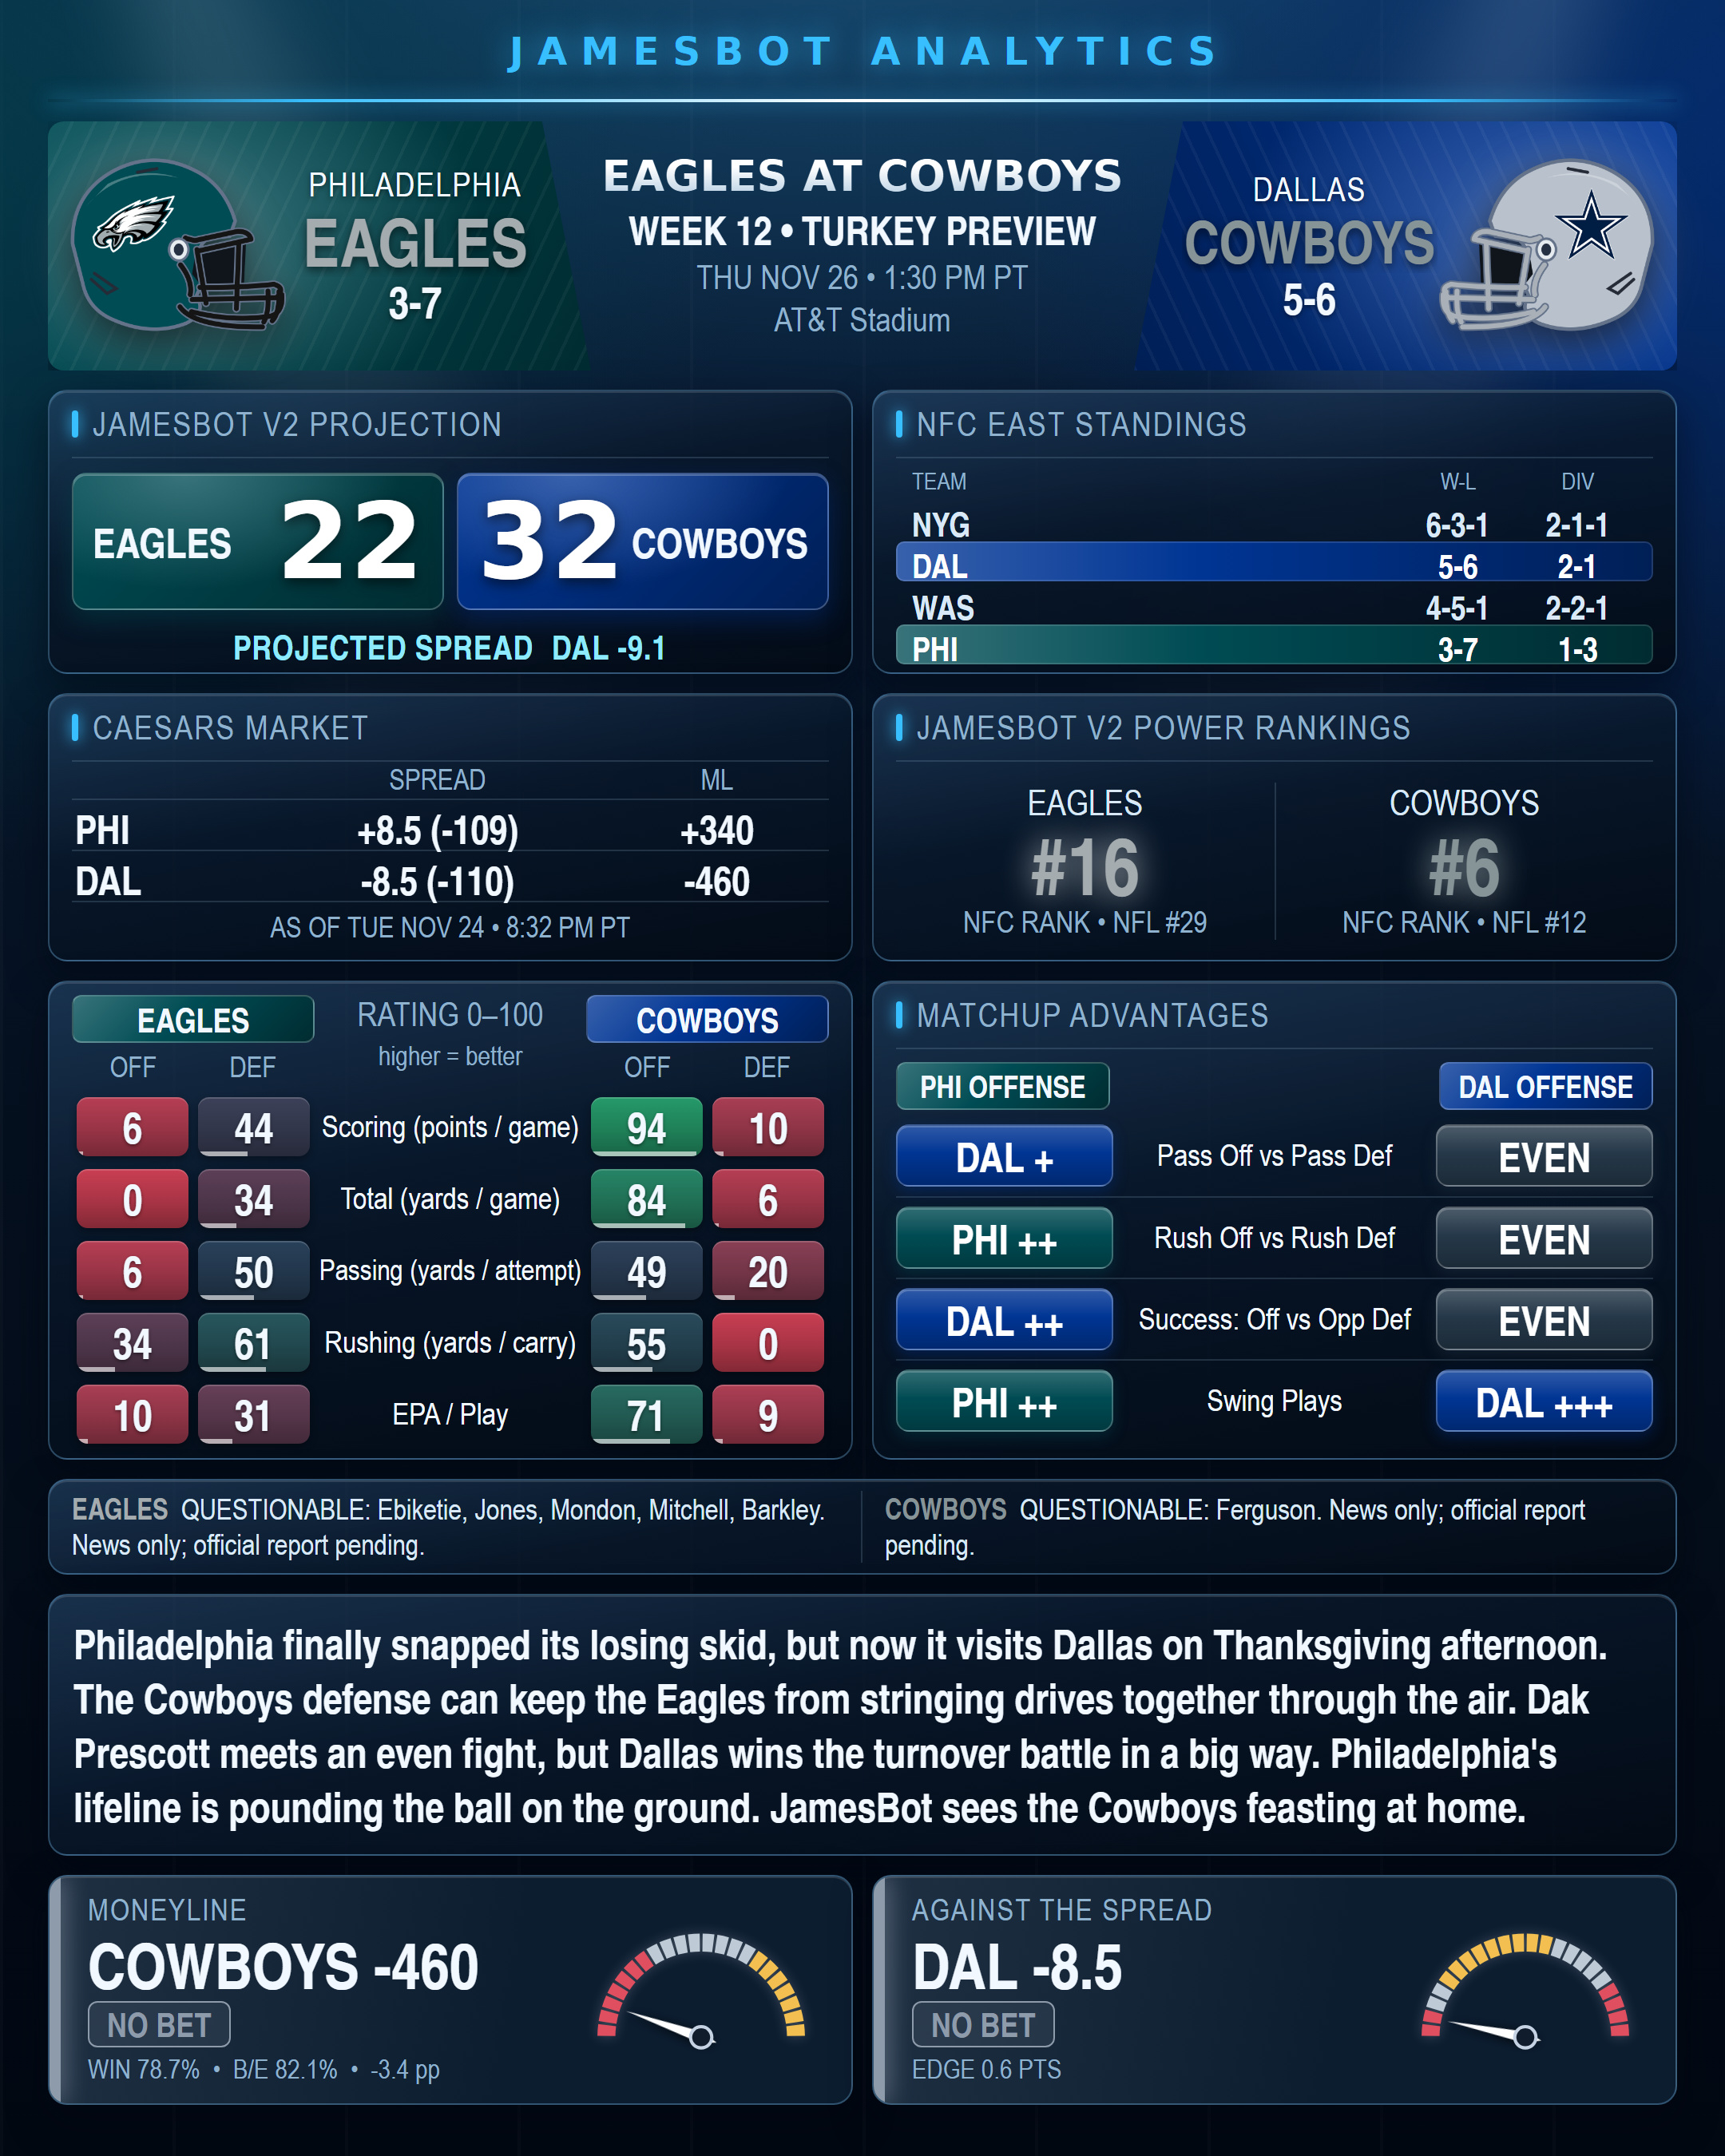 JAMESBOT ANALYTICS
PHILADELPHIA
EAGLES
3-7
EAGLES AT COWBOYS
WEEK 12 • TURKEY PREVIEW
THU NOV 26 • 1:30 PM PT
AT&T Stadium
DALLAS
COWBOYS
5-6
JAMESBOT V2 PROJECTION
EAGLES 22 32 COWBOYS
PROJECTED SPREAD DAL -9.1
NFC EAST STANDINGS
TEAM W-L DIV
NYG 6-3-1 2-1-1
DAL 5-6 2-1
WAS 4-5-1 2-2-1
PHI 3-7 1-3
CAESARS MARKET
SPREAD ML
PHI +8.5 (-109) +340
DAL -8.5 (-110) -460
AS OF TUE NOV 24 • 8:32 PM PT
JAMESBOT V2 POWER RANKINGS
EAGLES
#16
NFC RANK • NFL #29
COWBOYS
#6
NFC RANK • NFL #12
EAGLES RATING 0–100 COWBOYS
OFF DEF higher = better OFF DEF
6 44 Scoring (points / game) 94 10
0 34 Total (yards / game) 84 6
6 50 Passing (yards / attempt) 49 20
34 61 Rushing (yards / carry) 55 0
10 31 EPA / Play 71 9
MATCHUP ADVANTAGES
PHI OFFENSE DAL OFFENSE
DAL + Pass Off vs Pass Def EVEN
PHI ++ Rush Off vs Rush Def EVEN
DAL ++ Success: Off vs Opp Def EVEN
PHI ++ Swing Plays DAL +++
EAGLES QUESTIONABLE: Ebiketie, Jones, Mondon, Mitchell, Barkley.
News only; official report pending.
COWBOYS QUESTIONABLE: Ferguson. News only; official report
pending.
Philadelphia finally snapped its losing skid, but now it visits Dallas on Thanksgiving afternoon.
The Cowboys defense can keep the Eagles from stringing drives together through the air. Dak
Prescott meets an even fight, but Dallas wins the turnover battle in a big way. Philadelphia's
lifeline is pounding the ball on the ground. JamesBot sees the Cowboys feasting at home.
MONEYLINE
COWBOYS -460
NO BET
WIN 78.7% • B/E 82.1% • -3.4 pp
AGAINST THE SPREAD
DAL -8.5
NO BET
EDGE 0.6 PTS